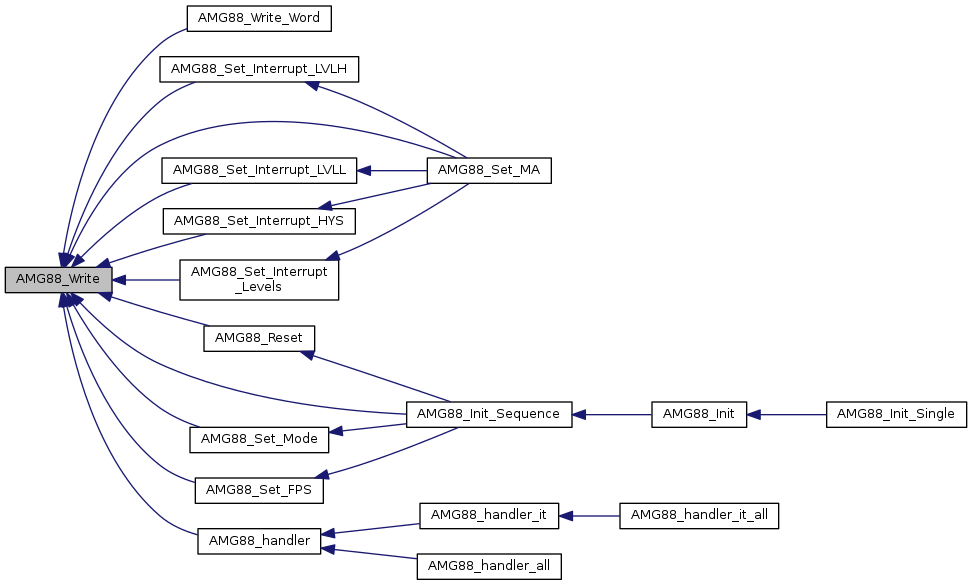 AMG88_Write_Word
AMG88_Set_Interrupt_LVLH
AMG88_Set_Interrupt_LVLL
AMG88_Set_MA
AMG88_Set_Interrupt_HYS
AMG88_Write
AMG88_Set_Interrupt
_Levels
AMG88_Reset
AMG88_Init_Sequence
AMG88_Init
AMG88_Init_Single
AMG88_Set_Mode
AMG88_Set_FPS
AMG88_handler
AMG88_handler_it
AMG88_handler_it_all
AMG88_handler_all